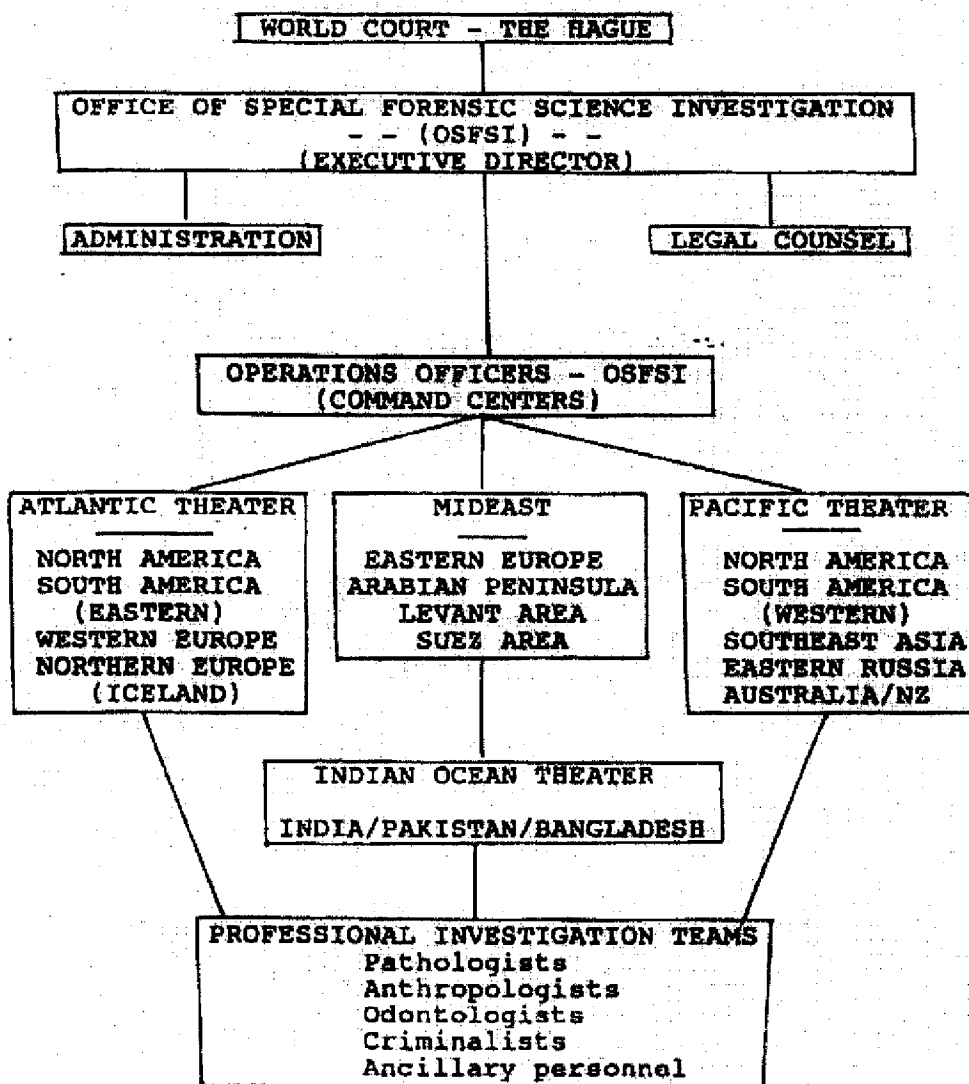 WORLD COURT - THE HAGUE
OFFICE OF SPECIAL FORENSIC SCIENCE INVESTIGATION
- - (OSFSI) - -
(EXECUTIVE DIRECTOR)
ADMINISTRATION
LEGAL COUNSEL
OPERATIONS OFFICERS - OSFSI
(COMMAND CENTERS)
ATLANTIC THEATER
NORTH AMERICA
SOUTH AMERICA
(EASTERN)
WESTERN EUROPE
NORTHERN EUROPE
(ICELAND)
MIDEAST
EASTERN EUROPE
ARABIAN PENINSULA
LEVANT AREA
SUEZ AREA
PACIFIC THEATER
NORTH AMERICA
SOUTH AMERICA
(WESTERN)
SOUTHEAST ASIA
EASTERN RUSSIA
AUSTRALIA/NZ
INDIAN OCEAN THEATER
INDIA/PAKISTAN/BANGLADESH
PROFESSIONAL INVESTIGATION TEAMS
Pathologists
Anthropologists
Odontologists
Criminalists
Ancillary personnel